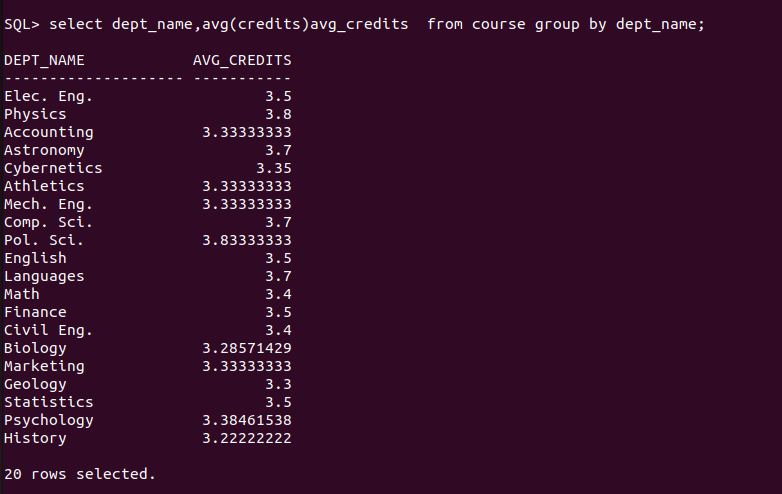 SQL> select dept_name,avg(credits)avg_credits  from course group by dept_name;
DEPT_NAME            AVG_CREDITS
-------------------- -----------
Elec. Eng.                   3.5
Physics                      3.8
Accounting            3.33333333
Astronomy                    3.7
Cybernetics                 3.35
Athletics             3.33333333
Mech. Eng.            3.33333333
Comp. Sci.                   3.7
Pol. Sci.             3.83333333
English                      3.5
Languages                    3.7
Math                         3.4
Finance                      3.5
Civil Eng.                   3.4
Biology               3.28571429
Marketing             3.33333333
Geology                      3.3
Statistics                   3.5
Psychology            3.38461538
History               3.22222222
20 rows selected.